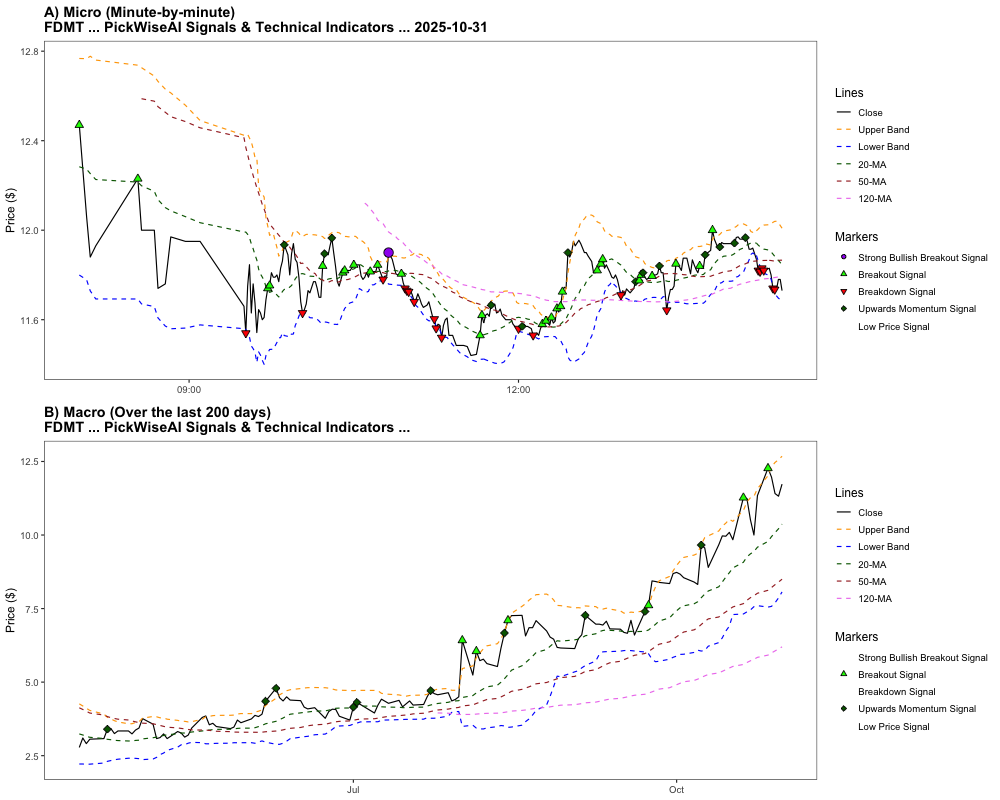 A) Micro (Minute-by-minute)
FDMT ... PickWiseAI Signals & Technical Indicators ... 2025-10-31
Price ($)
12.8
12.4
12.0
11.6
09:00
12:00
Lines
Close
Upper Band
Lower Band
20-MA
50-MA
120-MA
Markers
Strong Bullish Breakout Signal
Breakout Signal
Breakdown Signal
Upwards Momentum Signal
Low Price Signal
B) Macro (Over the last 200 days)
FDMT ... PickWiseAI Signals & Technical Indicators ...
Price ($)
12.5
10.0
7.5
5.0
2.5
Jul
Oct
Lines
Close
Upper Band
Lower Band
20-MA
50-MA
120-MA
Markers
Strong Bullish Breakout Signal
Breakout Signal
Breakdown Signal
Upwards Momentum Signal
Low Price Signal